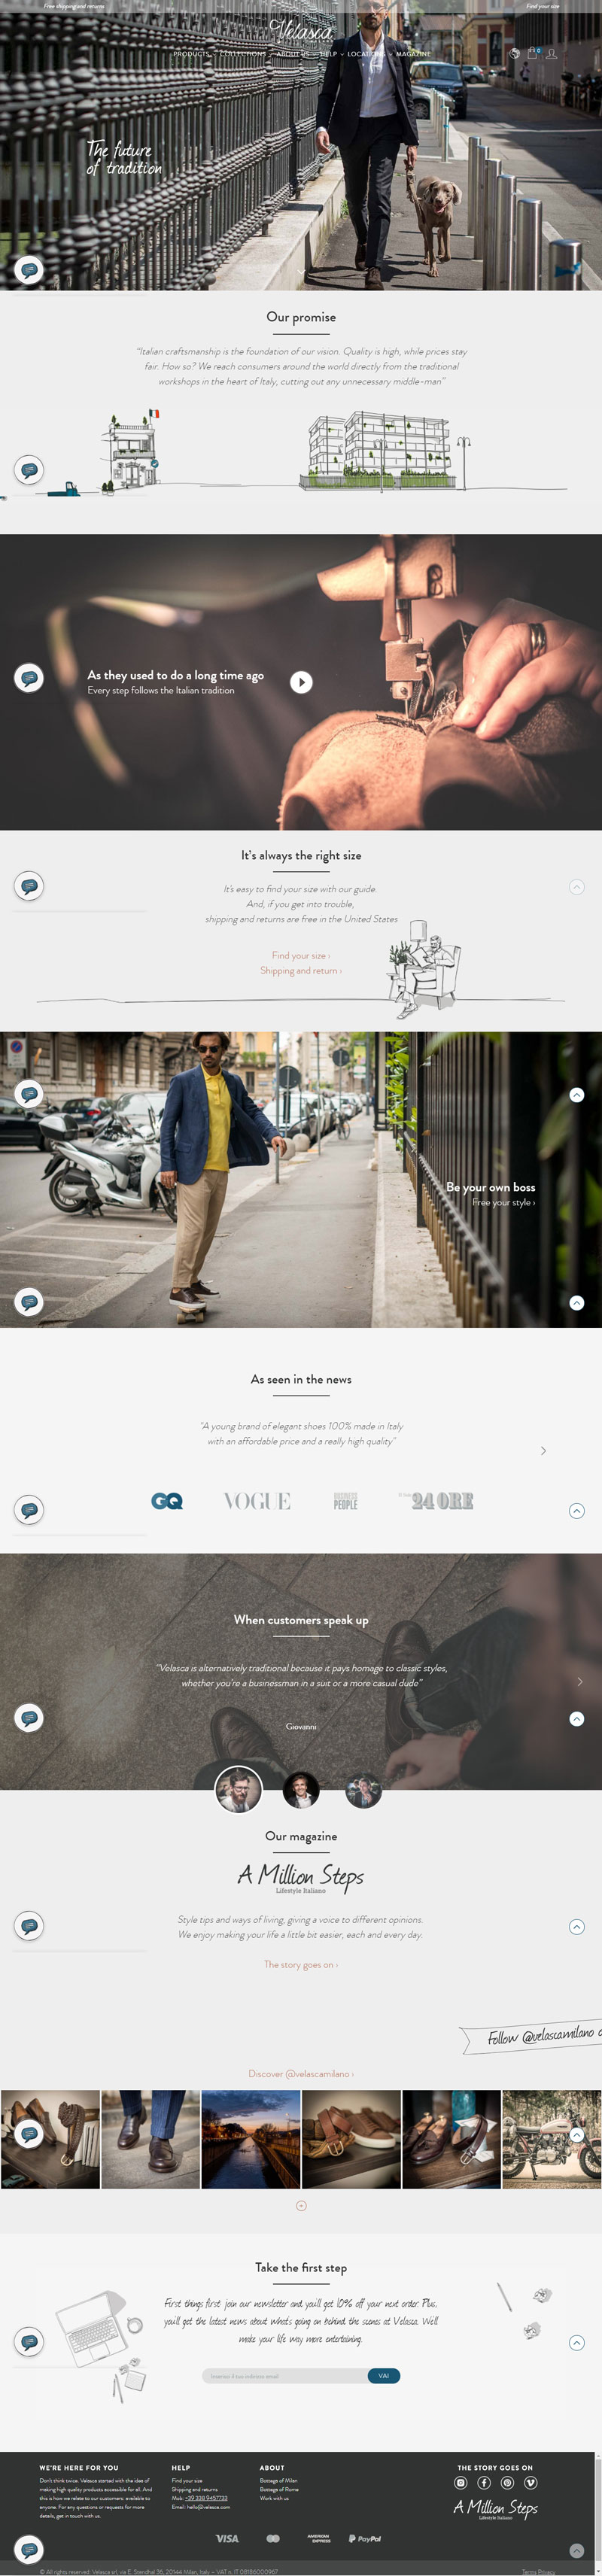 Free shipping and returns
Find your size
Velasca
PRODUCTS
COLLECTIONS
ABOUT US
HELP
LOCATIONS
MAGAZINE
0
The future
of tradition
Our promise
"Italian craftsmanship is the foundation of our vision. Quality is high, while prices stay
fair. How so? We reach consumers around the world directly from the traditional
workshops in the heart of Italy, cutting out any unnecessary middle-man"
As they used to do a long time ago
Every step follows the Italian tradition
It's always the right size
It's easy to find your size with our guide.
And, if you get into trouble,
shipping and returns are free in the United States
Find your size ›
Shipping and return ›
Be your own boss
Free your style ›
As seen in the news
"A young brand of elegant shoes 100% made in Italy
with an affordable price and a really high quality"
GQ
VOGUE
BUSINESS
PEOPLE
24 ORE
When customers speak up
"Velasca is alternatively traditional because it pays homage to classic styles,
whether you're a businessman in a suit or a more casual dude"
Giovanni
Our magazine
A Million Steps
Lifestyle Italiano
Style tips and ways of living, giving a voice to different opinions.
We enjoy making your life a little bit easier, each and every day.
The story goes on ›
Follow @velascamilano o
Discover @velascamilano ›
Take the first step
First things first: join our newsletter and you'll get 10% off your next order. Plus,
you'll get the latest news about what's going on behind the scenes at Velasca. We'll
make your life way more entertaining.
Inserisci il tuo indirizzo email
VAI
WE'RE HERE FOR YOU
Don't think twice. Velasca started with the idea of
making high quality products accessible for all. And
this is how we relate to our customers: available to
anyone. For any questions or requests for more
details, get in touch with us.
HELP
Find your size
Shipping and returns
Mob: +39 338 9457733
Email: hello@velasca.com
ABOUT
Bottega of Milan
Bottega of Rome
Work with us
THE STORY GOES ON
A Million Steps
Lifestyle Italiano
VISA
AMERICAN
EXPRESS
PayPal
© All rights reserved. Velasca srl, via E. Stendhal 36, 20144 Milan, Italy – VAT n. IT 08186000967
Terms Privacy